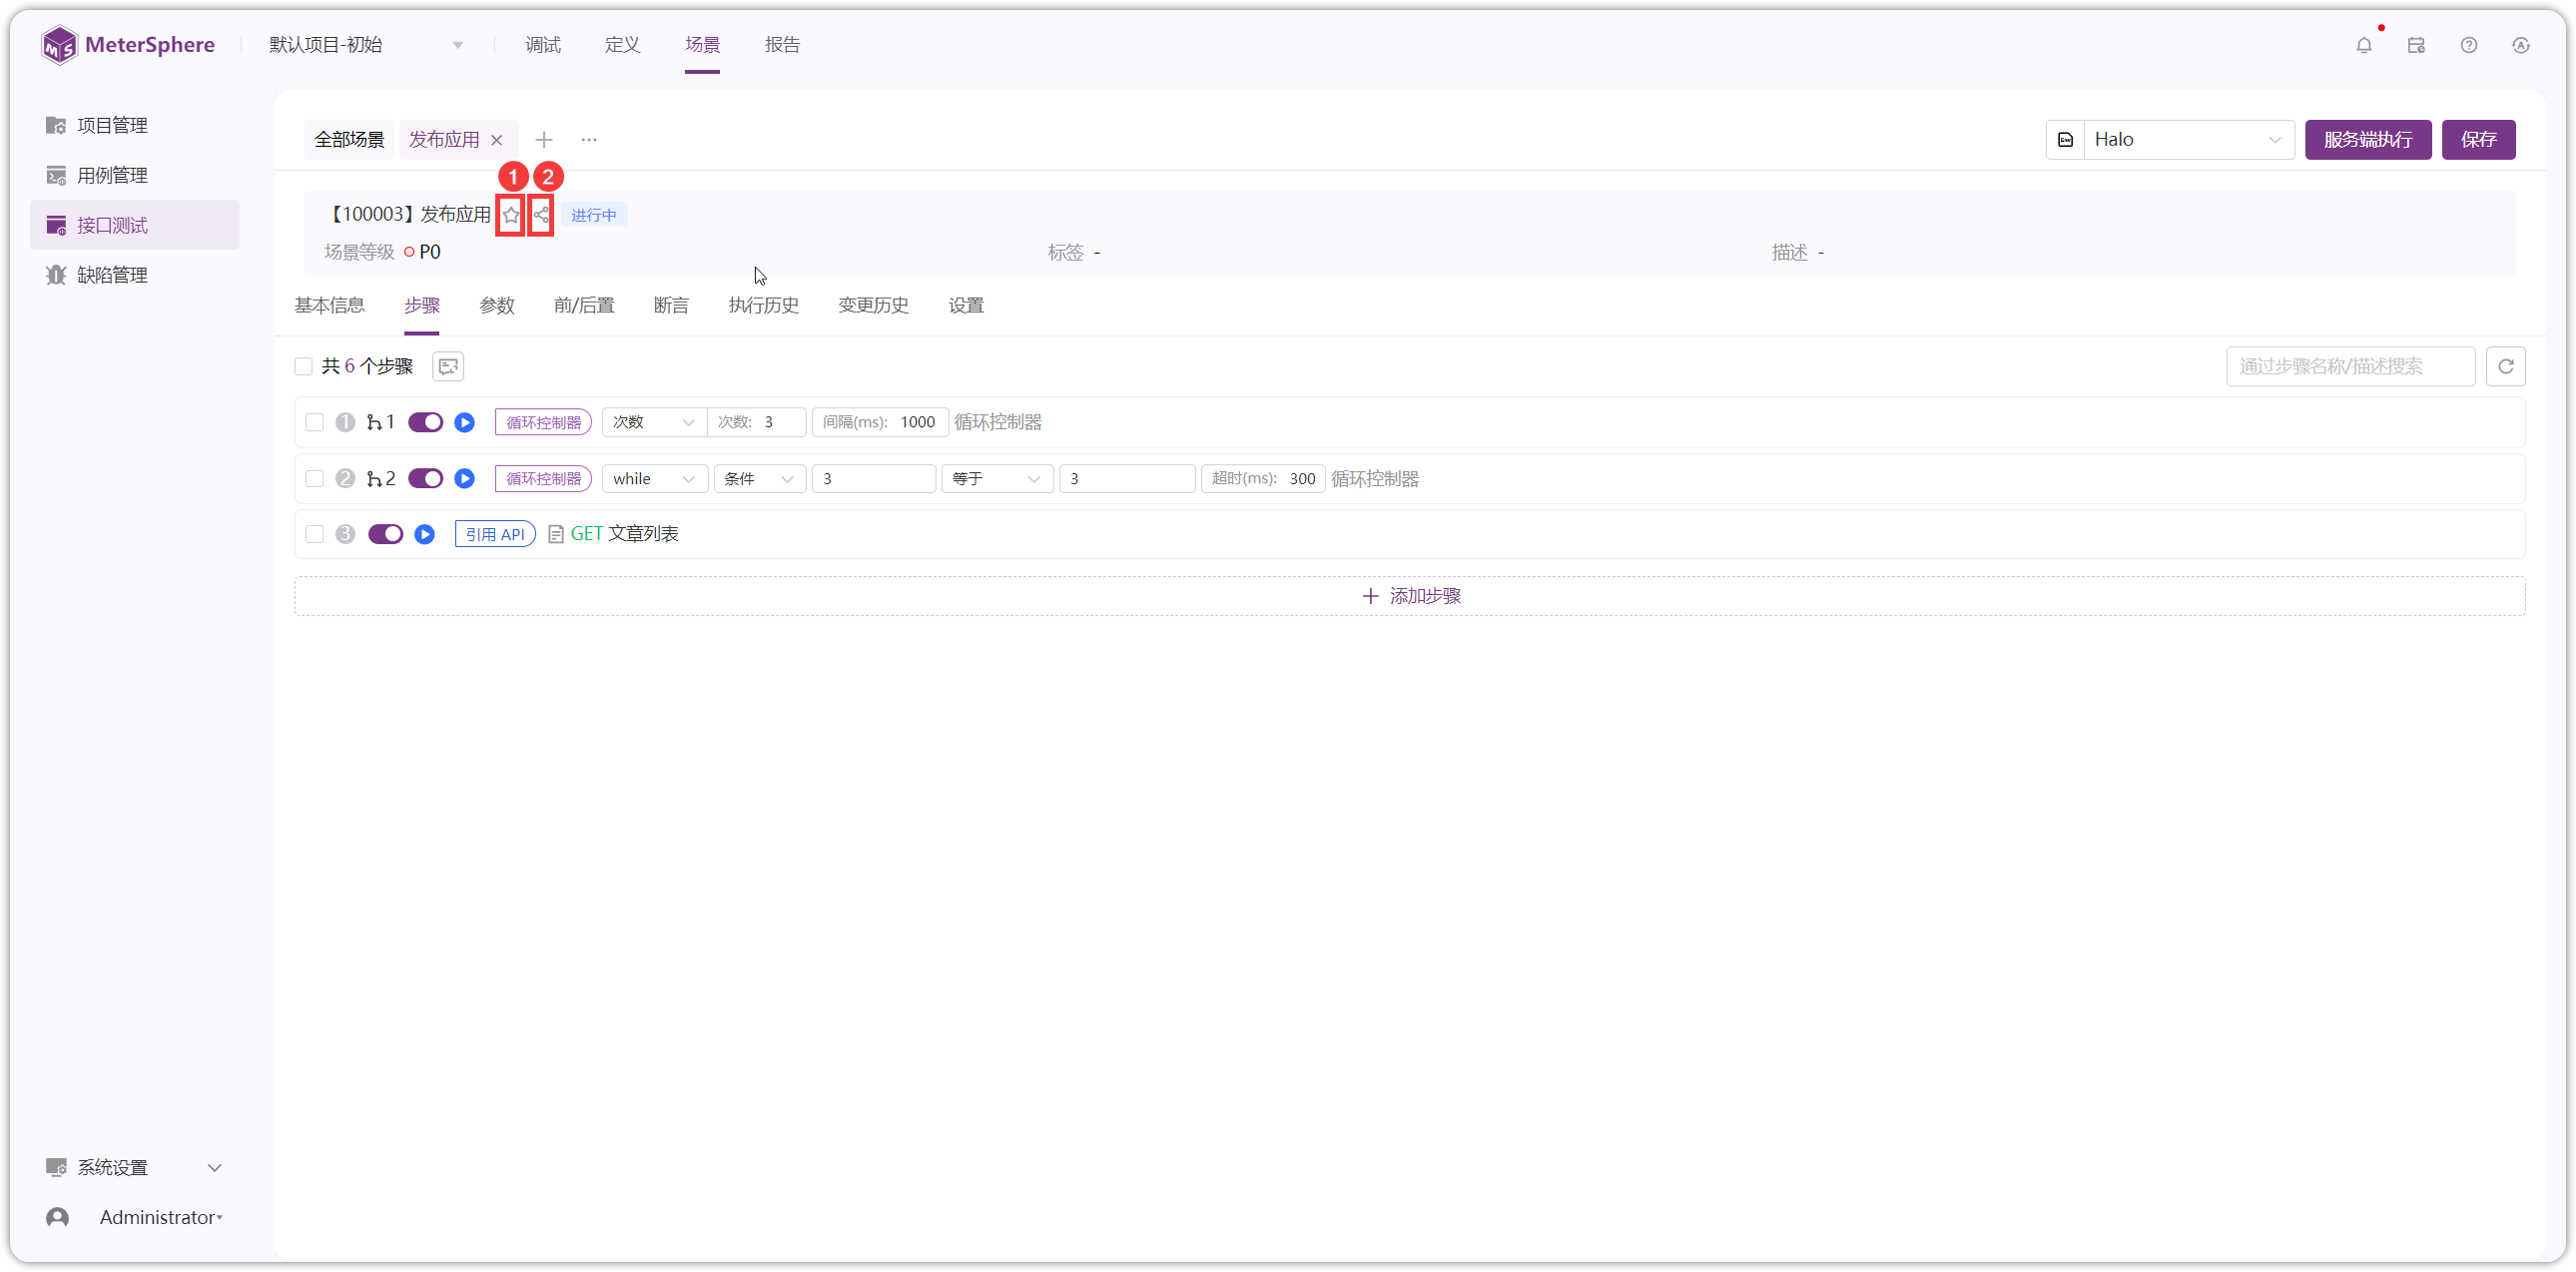 MeterSphere 默认项目-初始 调试 定义 场景 报告
项目管理
用例管理
接口测试
缺陷管理
全部场景 发布应用 Halo 服务端执行 保存
1 2
【100003】发布应用 进行中
场景等级 P0 标签 - 描述 -
基本信息 步骤 参数 前/后置 断言 执行历史 变更历史 设置
共 6 个步骤 通过步骤名称/描述搜索
1 1 循环控制器 次数 次数: 3 间隔(ms): 1000 循环控制器
2 2 循环控制器 while 条件 3 等于 3 超时(ms): 300 循环控制器
3 引用 API GET 文章列表
添加步骤
系统设置
Administrator